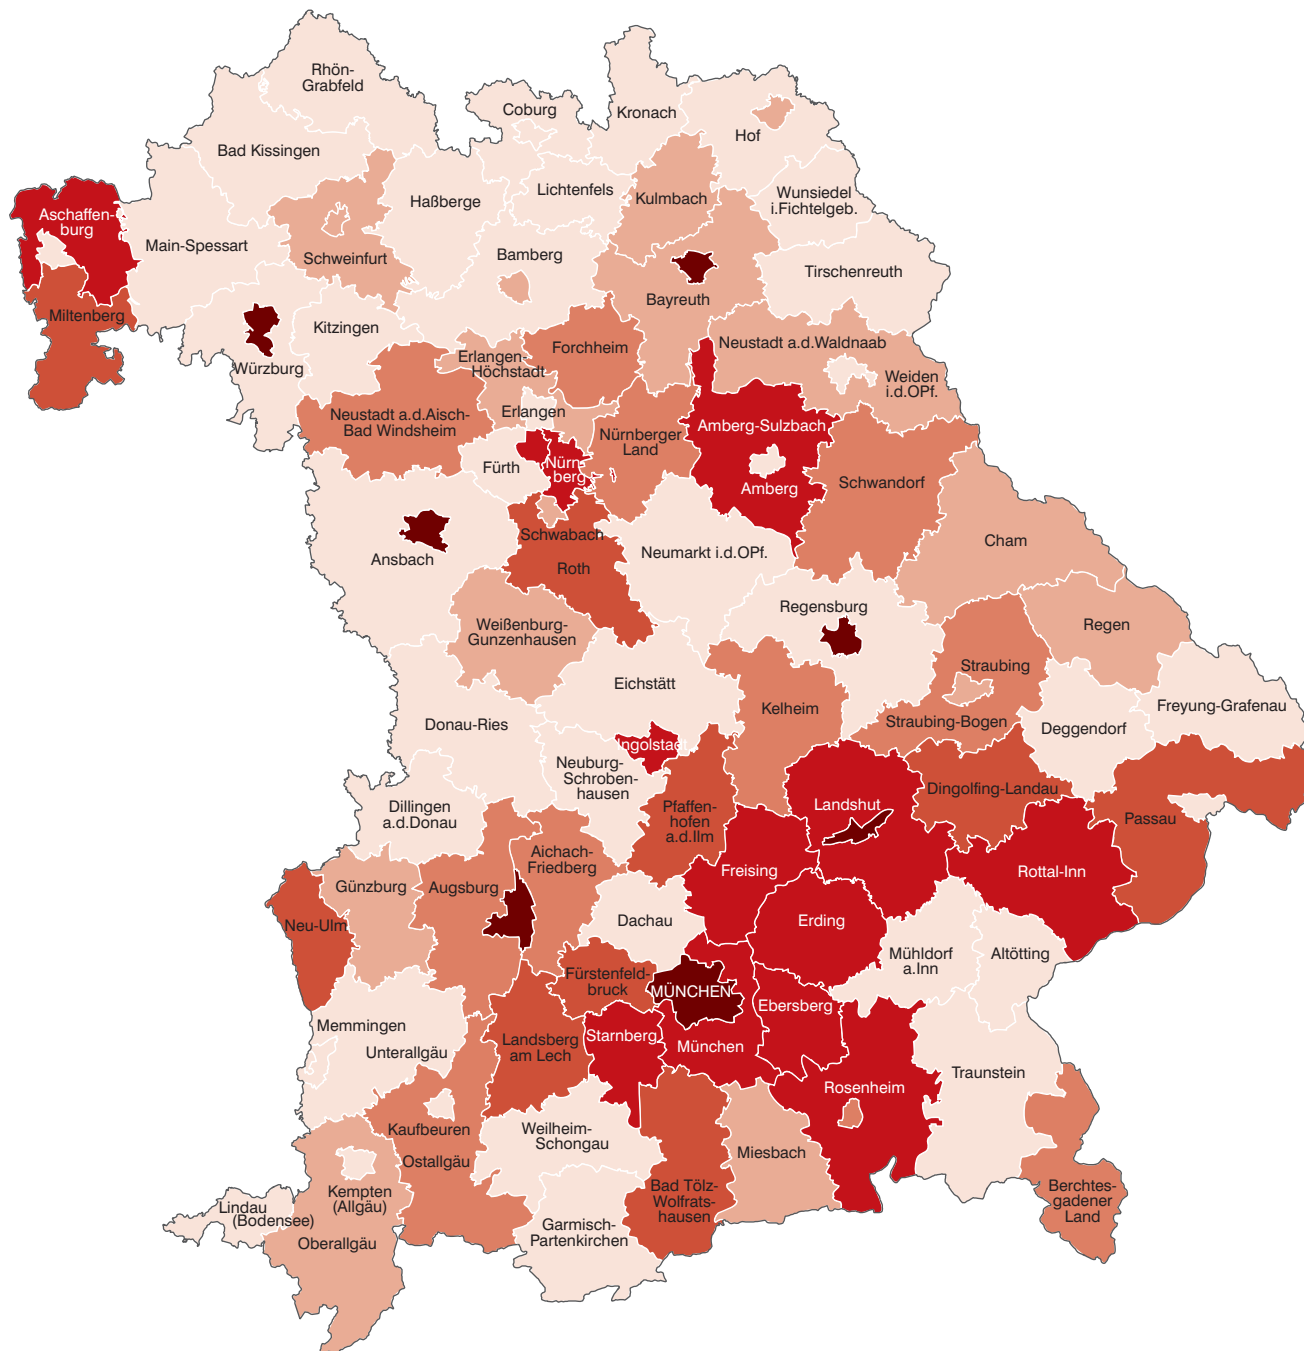 Rhön-
Grabfeld
Coburg
Kronach
Hof
Bad Kissingen
Lichtenfels
Kulmbach
Wunsiedel
i.Fichtelgeb.
Haßberge
Aschaffen-
burg
Main-Spessart
Schweinfurt
Bamberg
Bayreuth
Tirschenreuth
Miltenberg
Kitzingen
Würzburg
Erlangen-
Höchstadt
Forchheim
Neustadt a.d.Waldnaab
Weiden
i.d.OPf.
Neustadt a.d.Aisch-
Bad Windsheim
Erlangen
Nürnberger
Land
Amberg-Sulzbach
Fürth
Nürn-
berg
Amberg
Schwandorf
Ansbach
Schwabach
Roth
Neumarkt i.d.OPf.
Cham
Regensburg
Weißenburg-
Gunzenhausen
Regen
Straubing
Eichstätt
Kelheim
Straubing-Bogen
Deggendorf
Freyung-Grafenau
Donau-Ries
Ingolstadt
Neuburg-
Schroben-
hausen
Dillingen
a.d.Donau
Pfaffen-
hofen
a.d.Ilm
Landshut
Dingolfing-Landau
Passau
Aichach-
Friedberg
Freising
Rottal-Inn
Günzburg
Augsburg
Neu-Ulm
Dachau
Erding
Mühldorf
a.Inn
Altötting
Fürstenfeld-
bruck
MÜNCHEN
Ebersberg
Memmingen
Unterallgäu
Landsberg
am Lech
Starnberg
München
Traunstein
Rosenheim
Kaufbeuren
Ostallgäu
Weilheim-
Schongau
Miesbach
Bad Tölz-
Wolfrats-
hausen
Berchtes-
gadener
Land
Kempten
(Allgäu)
Lindau
(Bodensee)
Oberallgäu
Garmisch-
Partenkirchen